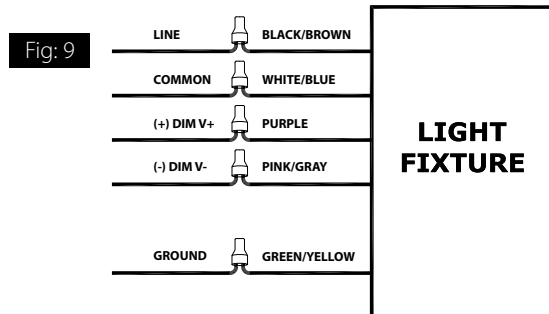 Fig: 9
LINE BLACK/BROWN
COMMON WHITE/BLUE
(+) DIM V+ PURPLE
(-) DIM V- PINK/GRAY
GROUND GREEN/YELLOW
LIGHT
FIXTURE